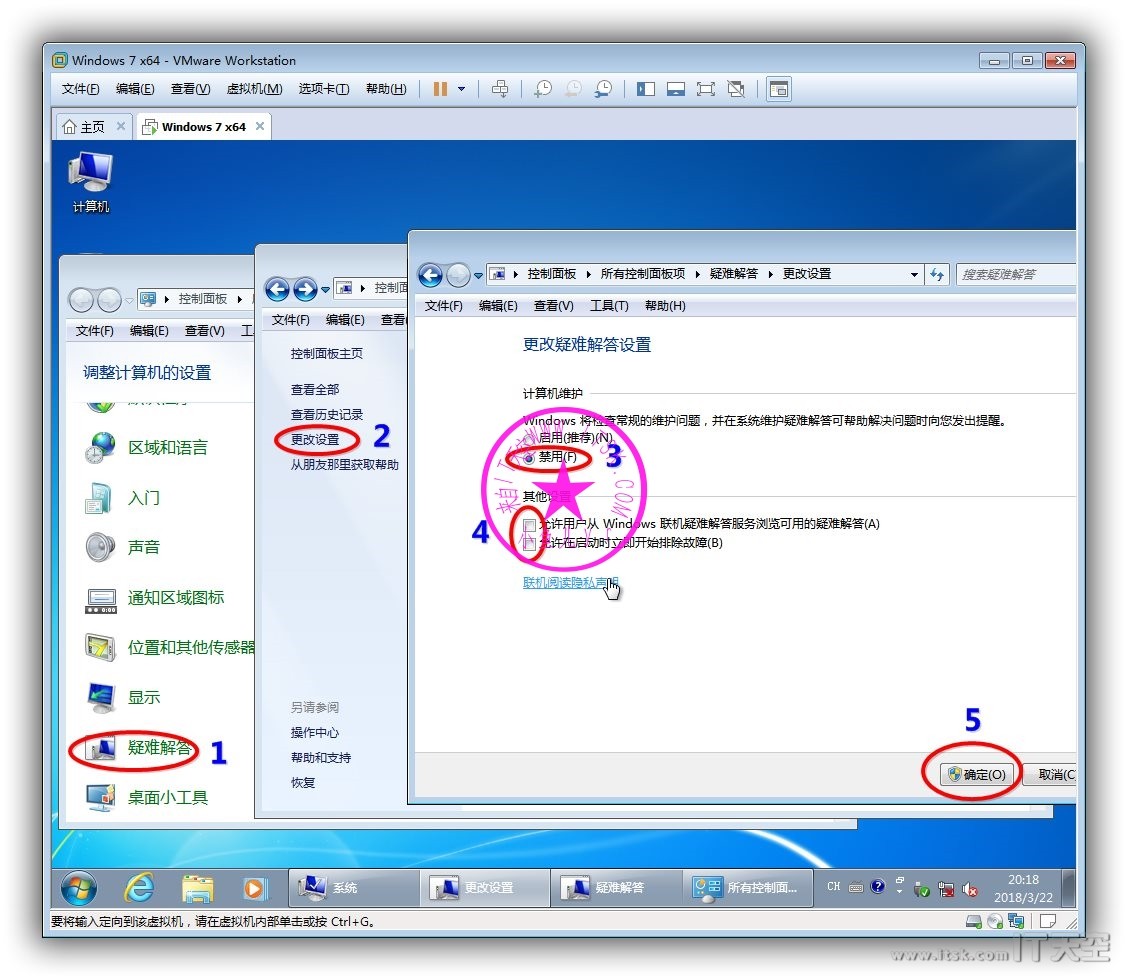 Windows 7 x64 - VMware Workstation
文件(F) 编辑(E) 查看(V) 虚拟机(M) 选项卡(T) 帮助(H)
主页
Windows 7 x64
计算机
控制面板
文件(F) 编辑(E) 查看(V)
调整计算机的设置
区域和语言
入门
声音
通知区域图标
位置和其他传感器
显示
疑难解答
1
桌面小工具
文件(F) 编辑(E)
控制面板主页
查看全部
查看历史记录
更改设置
2
从朋友那里获取帮助
另请参阅
操作中心
帮助和支持
恢复
控制面板 所有控制面板项 疑难解答 更改设置
搜索疑难解答
文件(F) 编辑(E) 查看(V) 工具(T) 帮助(H)
更改疑难解答设置
计算机维护
Windows 将检查常规的维护问题，并在系统维护疑难解答可帮助解决问题时向您发出提醒。
启用(推荐)(N)
禁用(F)
3
其他设置
4
允许用户从 Windows 联机疑难解答服务浏览可用的疑难解答(A)
允许在启动时立即开始排除故障(B)
联机阅读隐私声明
5
确定(O)
取消(C
系统
更改设置
疑难解答
所有控制面...
CH
20:18
2018/3/22
要将输入定向到该虚拟机，请在虚拟机内部单击或按 Ctrl+G。
www.itsk.com IT天空